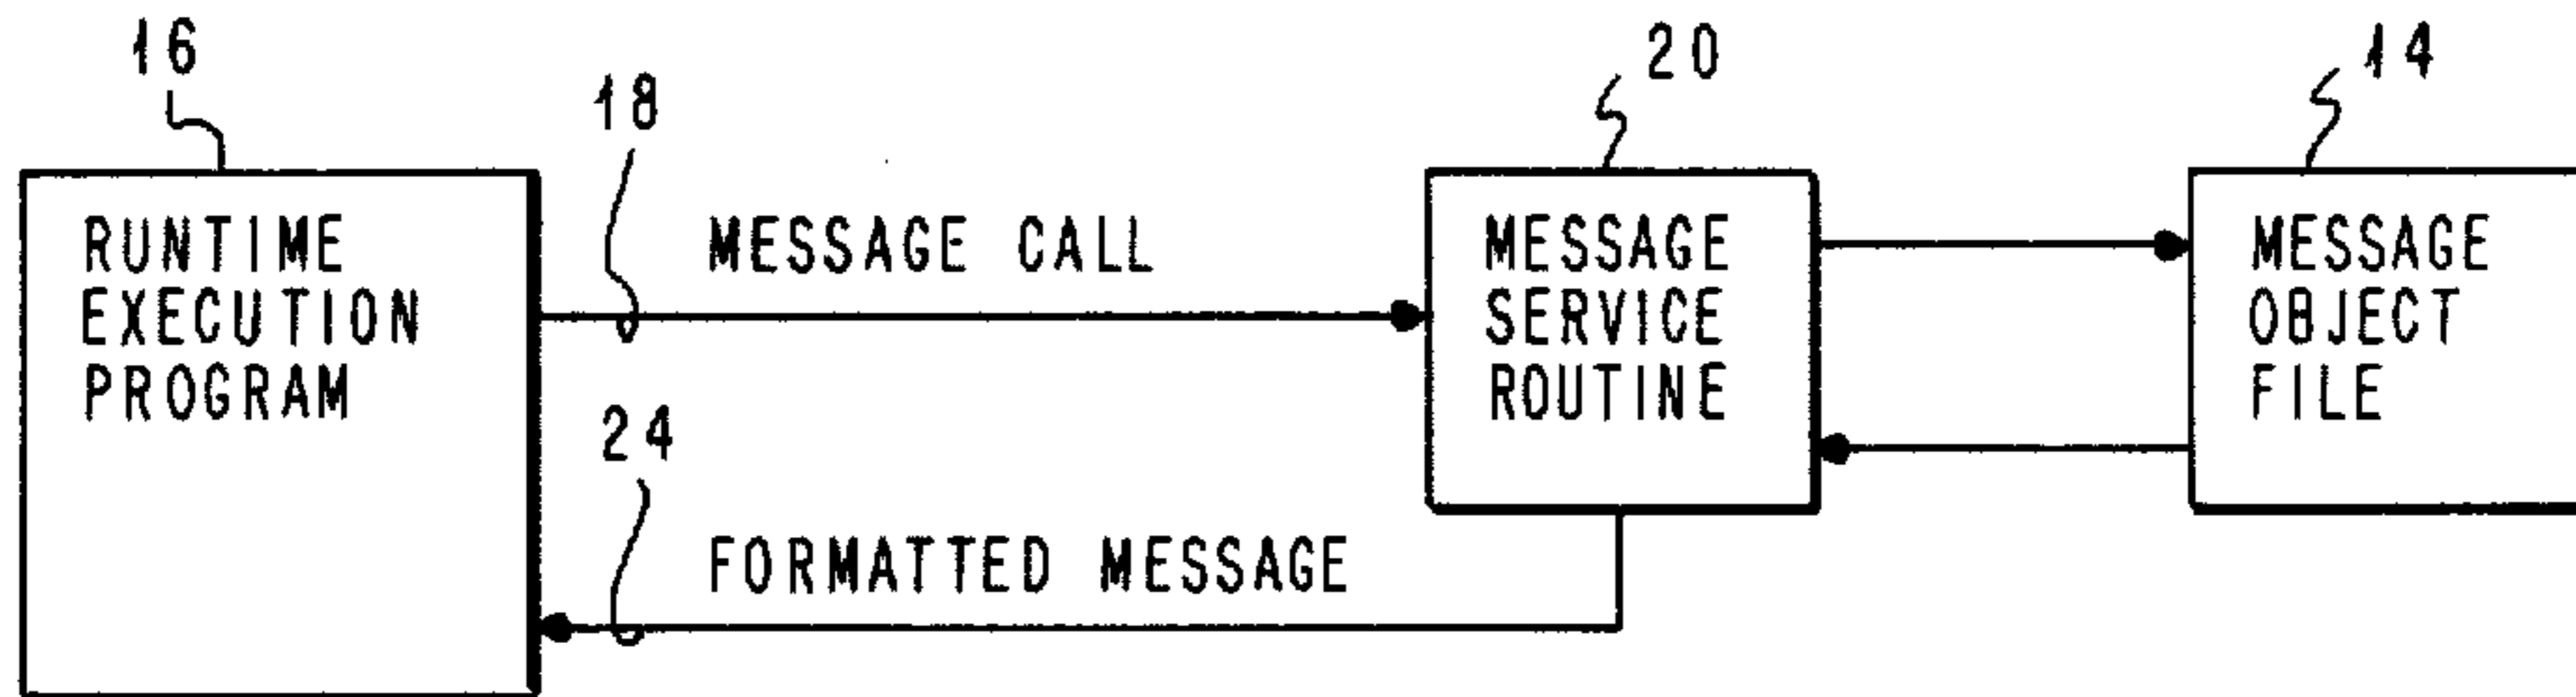 16
18
20
14
RUNTIME
EXECUTION
PROGRAM
MESSAGE CALL
MESSAGE
SERVICE
ROUTINE
MESSAGE
OBJECT
FILE
24
FORMATTED MESSAGE